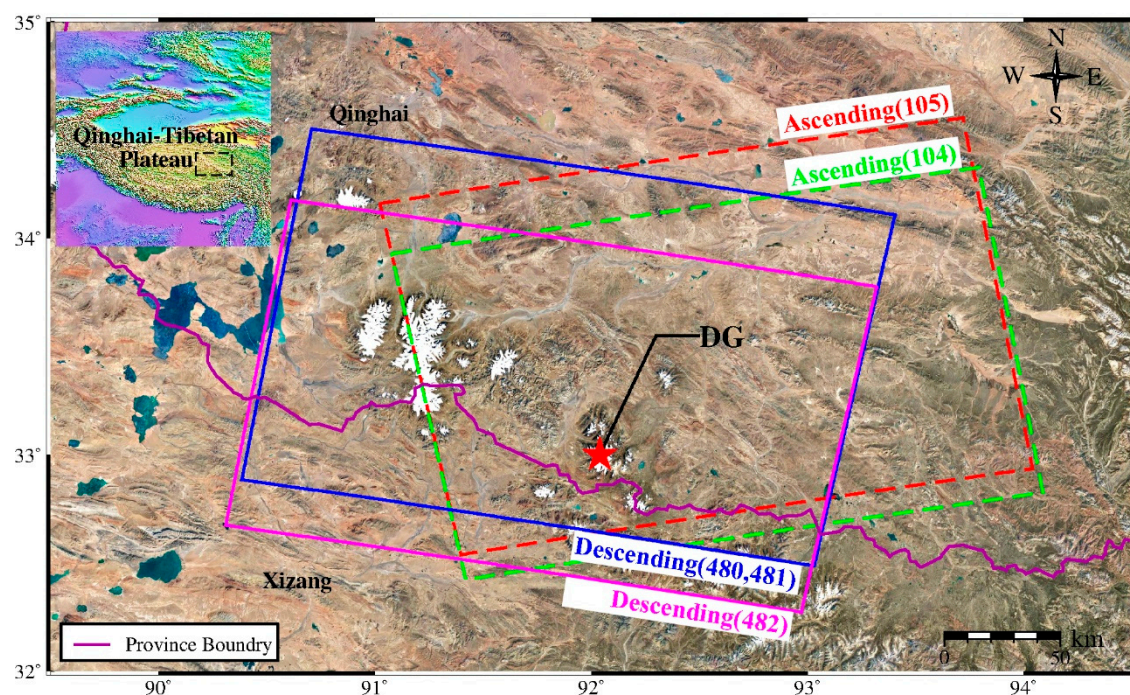 35°
34°
33°
32°
90°
91°
92°
93°
94°
Qinghai-Tibetan
Plateau
Qinghai
N
W
E
S
Ascending(105)
Ascending(104)
DG
Descending(480,481)
Descending(482)
Xizang
Province Boundry
km
0
50